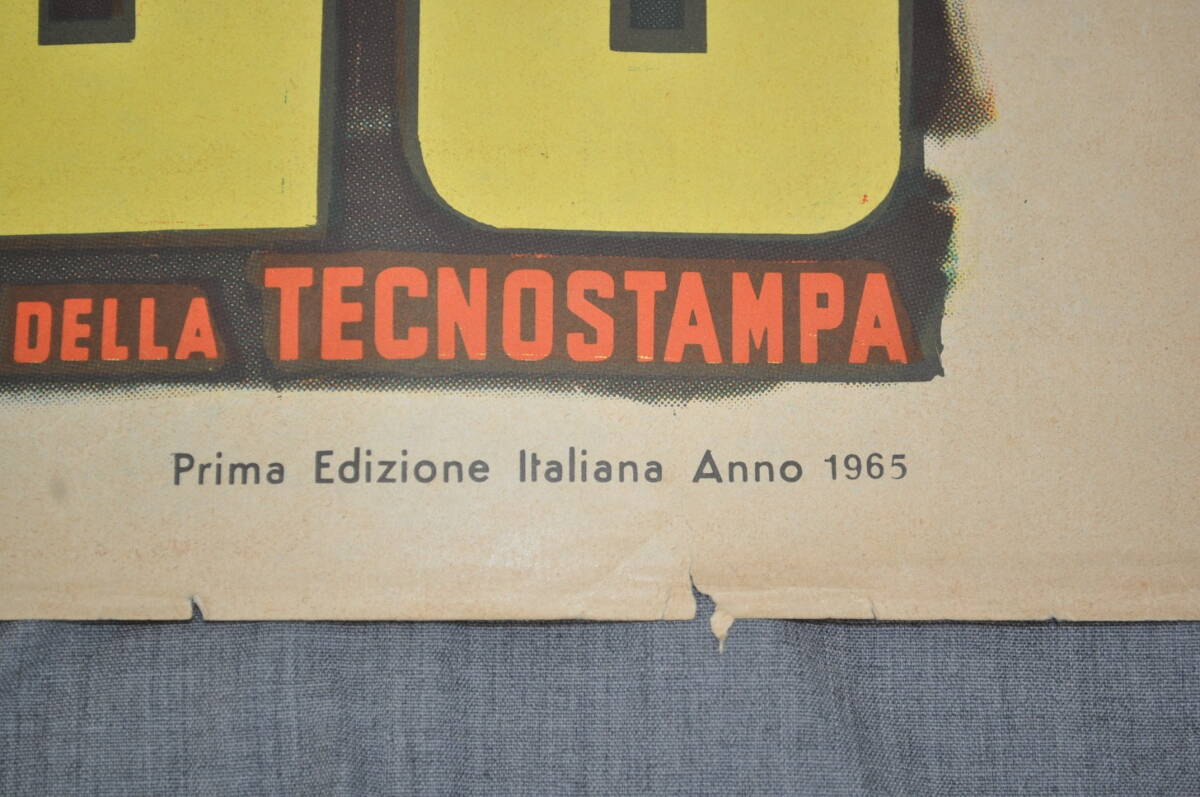 DELLA TECNOSTAMPA
Prima Edizione Italiana Anno 1965